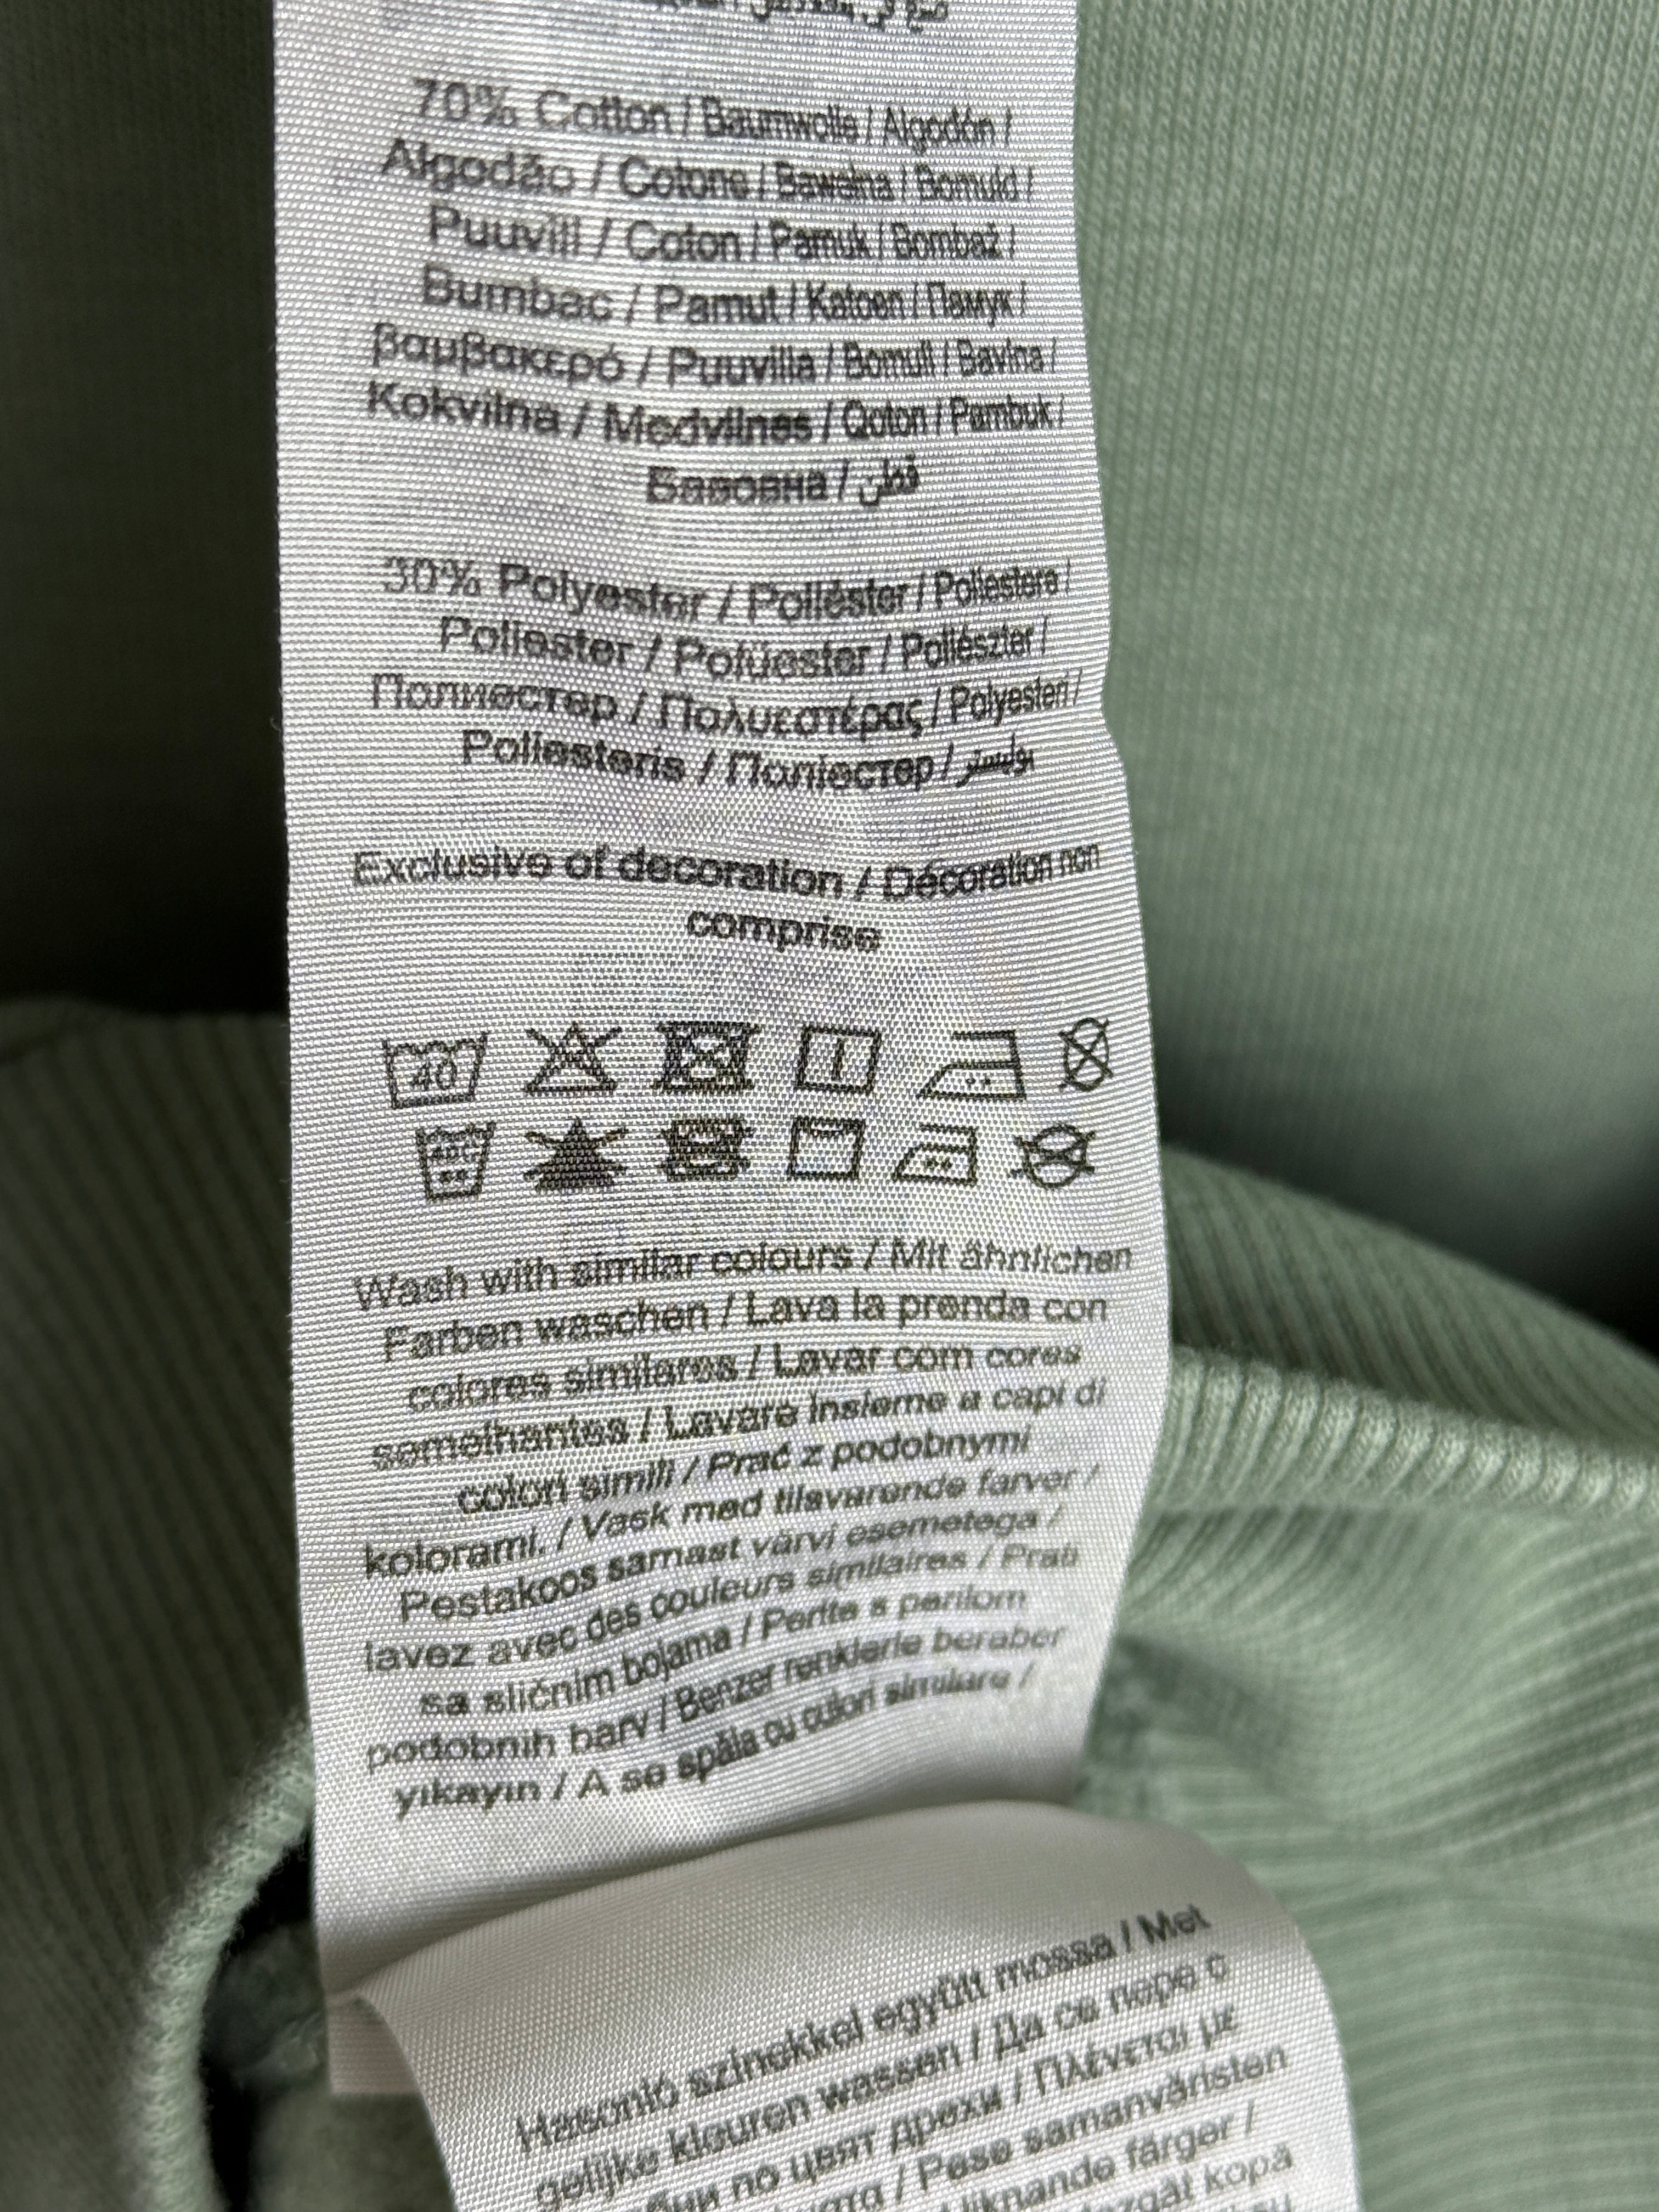 70% Cotton / Baumwolle / Algodón /
Algodão / Cotone / Bawełna / Bomuld /
Puuvill / Coton / Pamuk / Bombaž /
Bumbac / Pamut / Katoen / Памук /
βαμβακερό / Puuvilla / Bomull / Bavlna /
Kokvilna / Medvilnės / Qoton / Pambuk /
Бавовна / قطن
30% Polyester / Poliéster / Poliestere /
Poliester / Polüester / Poliészter /
Полиестер / Πολυεστέρας / Polyesteri /
Poliesteris / Поліестер / بوليستر
Exclusive of decoration / Décoration non
comprise
40
40C
Wash with similar colours / Mit ähnlichen
Farben waschen / Lava la prenda con
colores similares / Lavar com cores
semelhantes / Lavare insieme a capi di
colori simili / Prać z podobnymi
kolorami. / Vask med tilsvarende farver /
Pestakoos samast värvi esemetega /
lavez avec des couleurs similaires / Prati
sa sličnim bojama / Perite s perilom
podobnih barv / Benzer renklerle beraber
yıkayın / A se spăla cu culori similare /
Hasonló színekkel együtt mossa / Met
gelijke kleuren wassen / Да се пере с
по цвят дрехи / Πλένεται με
/ Pese samanväristen
liknande färger /
kopā